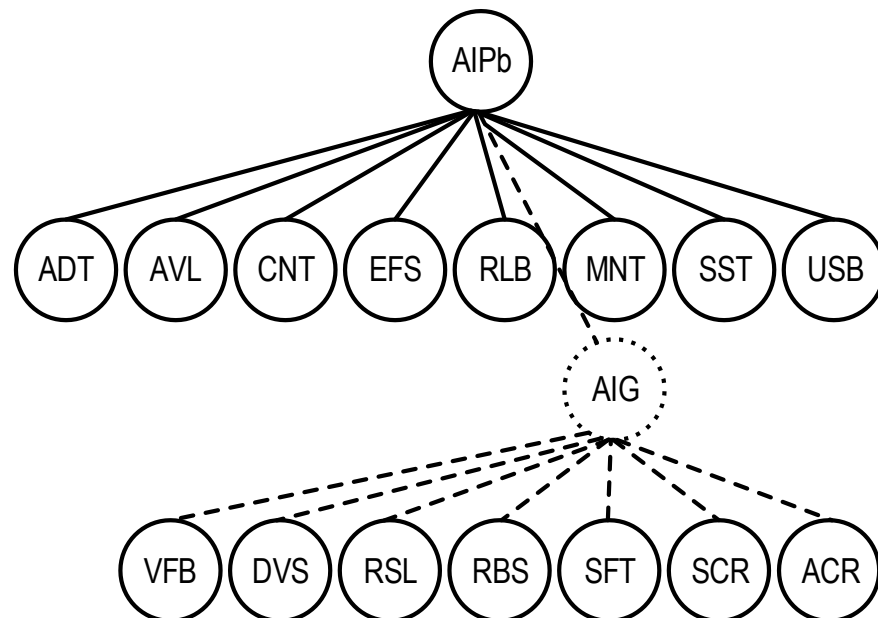 AIPb
ADT AVL CNT EFS RLB MNT SST USB
AIG
VFB DVS RSL RBS SFT SCR ACR